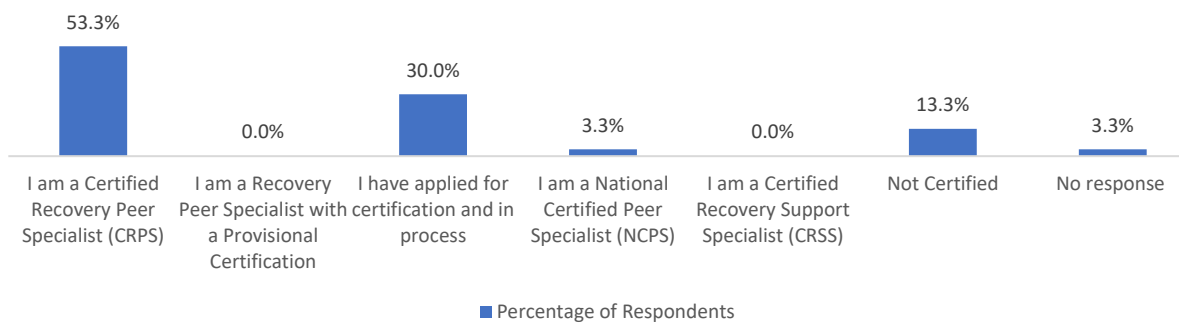 53.3%
0.0%
30.0%
3.3%
0.0%
13.3%
3.3%
I am a Certified
Recovery Peer
Specialist (CRPS)
I am a Recovery
Peer Specialist with
a Provisional
Certification
I have applied for
certification and in
process
I am a National
Certified Peer
Specialist (NCPS)
I am a Certified
Recovery Support
Specialist (CRSS)
Not Certified
No response
Percentage of Respondents